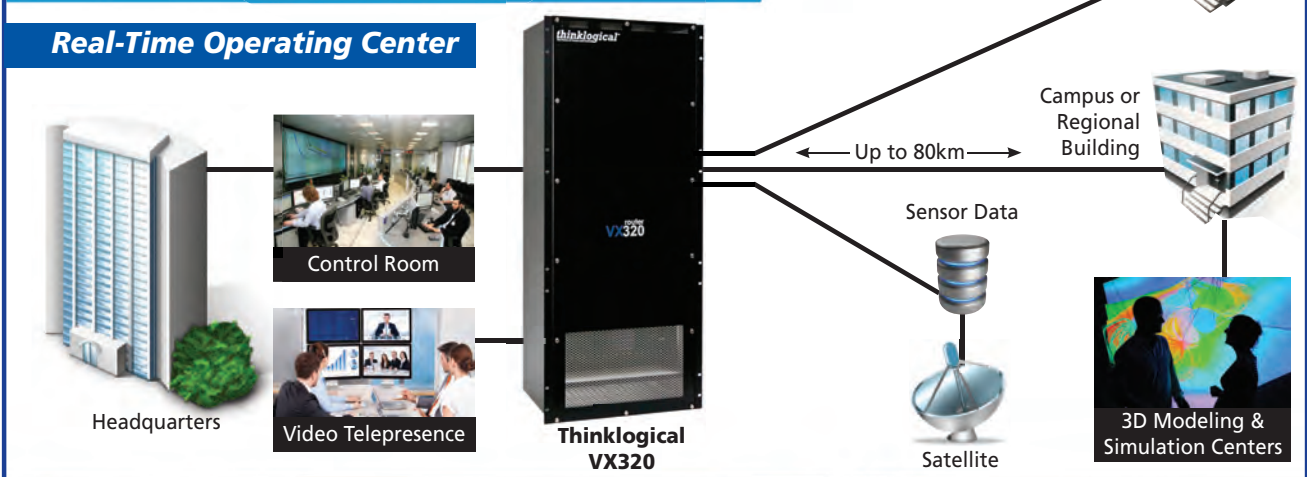 Real-Time Operating Center
thinklogical
router
VX320
Control Room
Video Telepresence
Headquarters
Thinklogical
VX320
Campus or
Regional
Building
Up to 80km
Sensor Data
Satellite
3D Modeling &
Simulation Centers